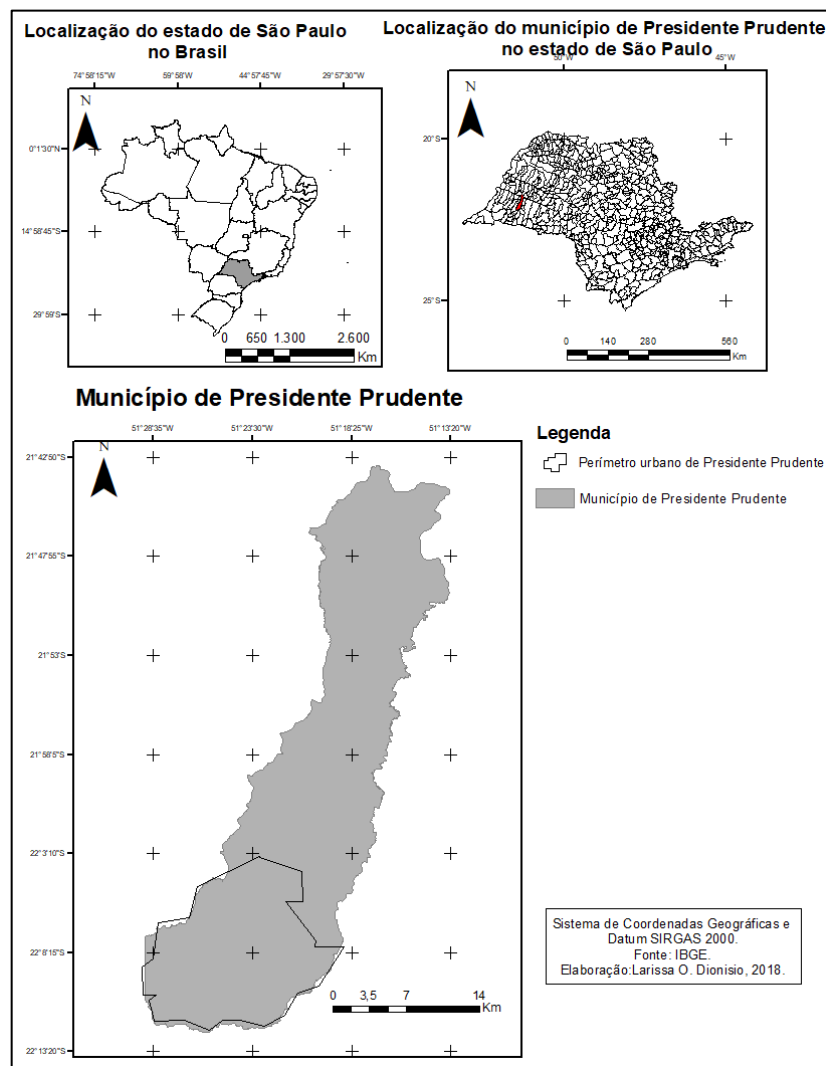 Localização do estado de São Paulo
no Brasil
74°58'15"W
59°58'W
44°57'45"W
29°57'30"W
N
0°1'30"N
14°58'45"S
29°59'S
0 650 1.300 2.600
Km
Localização do município de Presidente Prudente
no estado de São Paulo
50°W
45°W
N
20°S
25°S
0 140 280 560
Km
Município de Presidente Prudente
51°28'35"W
51°23'30"W
51°18'25"W
51°13'20"W
N
21°42'50"S
21°47'55"S
21°53'S
21°58'5"S
22°3'10"S
22°8'15"S
22°13'20"S
0 3,5 7 14
Km
Legenda
Perímetro urbano de Presidente Prudente
Município de Presidente Prudente
Sistema de Coordenadas Geográficas e
Datum SIRGAS 2000.
Fonte: IBGE.
Elaboração:Larissa O. Dionisio, 2018.